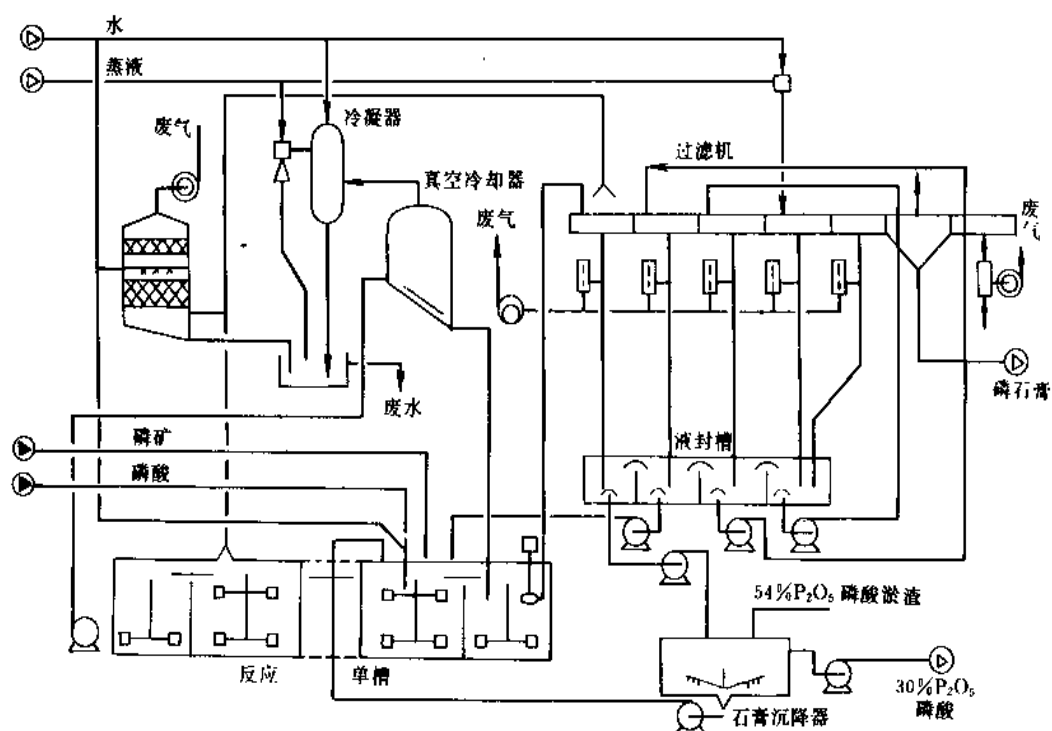 水
蒸液
冷凝器
废气
过滤机
真空冷却器
废气
废气
磷石膏
废水
磷矿
液封槽
磷酸
54%P₂O₅ 磷酸淤渣
反应 单槽
30%P₂O₅
磷酸
石膏沉降器